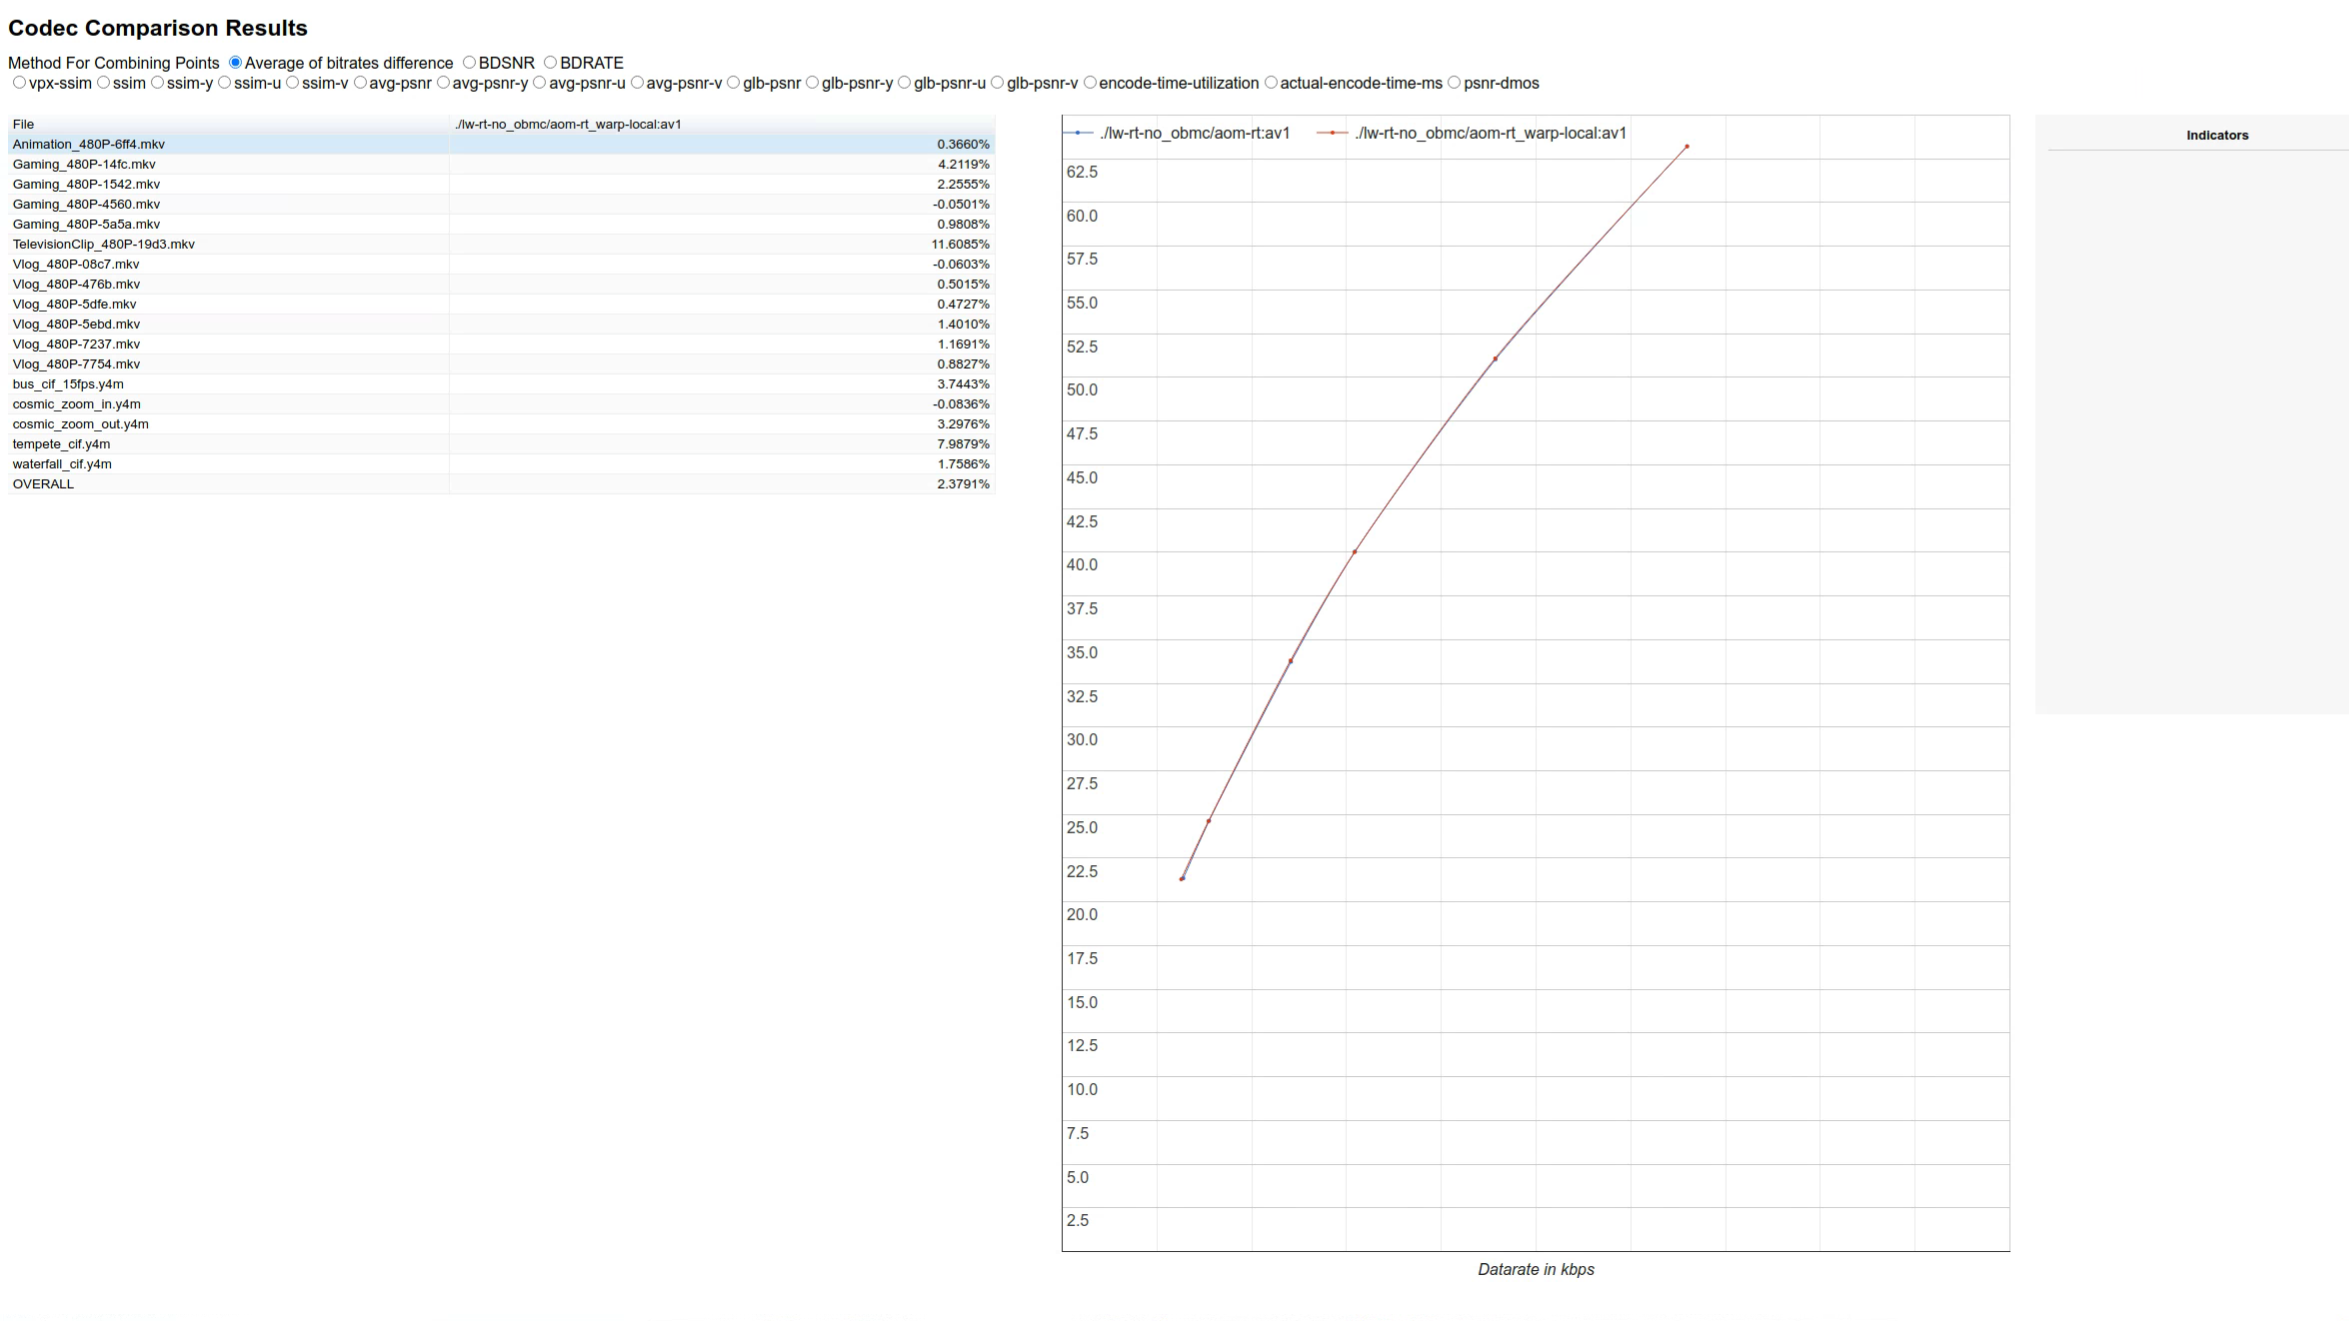 Codec Comparison Results
Method For Combining Points Average of bitrates difference BDSNR BDRATE
vpx-ssim ssim ssim-y ssim-u ssim-v avg-psnr avg-psnr-y avg-psnr-u avg-psnr-v glb-psnr glb-psnr-y glb-psnr-u glb-psnr-v encode-time-utilization actual-encode-time-ms psnr-dmos
File ./lw-rt-no_obmc/aom-rt_warp-local:av1
Animation_480P-6ff4.mkv 0.3660%
Gaming_480P-14fc.mkv 4.2119%
Gaming_480P-1542.mkv 2.2555%
Gaming_480P-4560.mkv -0.0501%
Gaming_480P-5a5a.mkv 0.9808%
TelevisionClip_480P-19d3.mkv 11.6085%
Vlog_480P-08c7.mkv -0.0603%
Vlog_480P-476b.mkv 0.5015%
Vlog_480P-5dfe.mkv 0.4727%
Vlog_480P-5ebd.mkv 1.4010%
Vlog_480P-7237.mkv 1.1691%
Vlog_480P-7754.mkv 0.8827%
bus_cif_15fps.y4m 3.7443%
cosmic_zoom_in.y4m -0.0836%
cosmic_zoom_out.y4m 3.2976%
tempete_cif.y4m 7.9879%
waterfall_cif.y4m 1.7586%
OVERALL 2.3791%
./lw-rt-no_obmc/aom-rt:av1 ./lw-rt-no_obmc/aom-rt_warp-local:av1
62.5
60.0
57.5
55.0
52.5
50.0
47.5
45.0
42.5
40.0
37.5
35.0
32.5
30.0
27.5
25.0
22.5
20.0
17.5
15.0
12.5
10.0
7.5
5.0
2.5
Datarate in kbps
Indicators